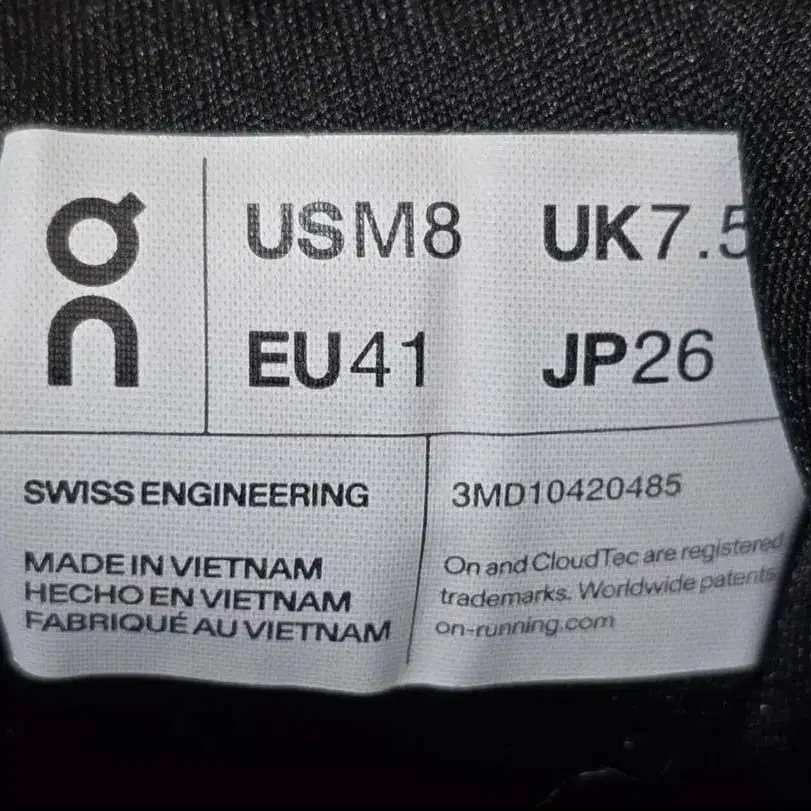 On
USM8 UK7.5
EU41 JP26
SWISS ENGINEERING
3MD10420485
MADE IN VIETNAM
HECHO EN VIETNAM
FABRIQUÉ AU VIETNAM
On and CloudTec are registered
trademarks. Worldwide patents
on-running.com